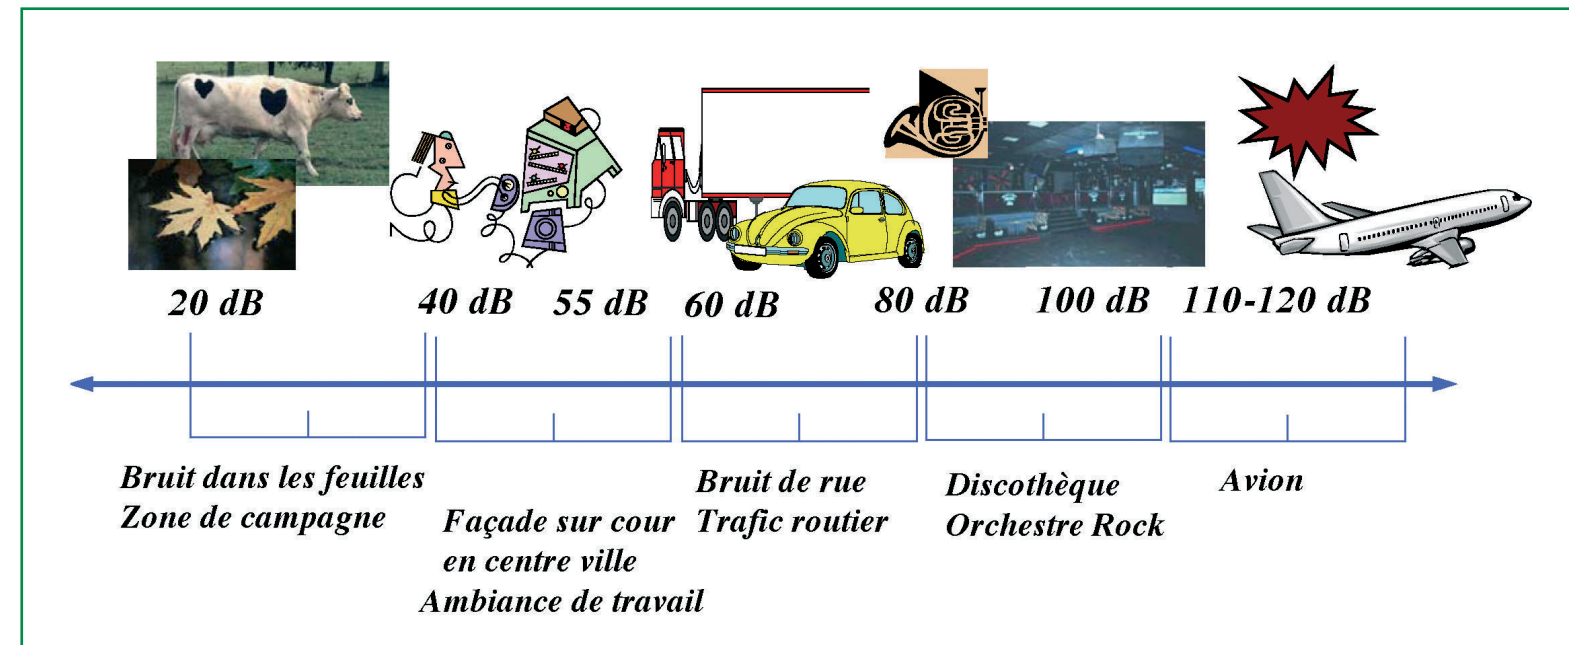 20 dB 40 dB 55 dB 60 dB 80 dB 100 dB 110-120 dB
Bruit dans les feuilles
Zone de campagne
Façade sur cour
en centre ville
Ambiance de travail
Bruit de rue
Trafic routier
Discothèque
Orchestre Rock
Avion